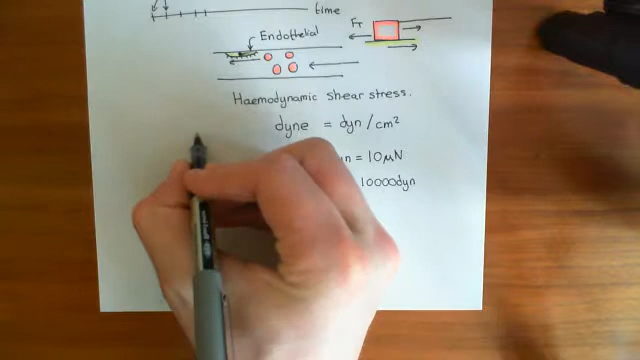 time
Fr
Endothelial
Haemodynamic shear stress.
dyne = dyn/cm²
= 10μN
10000dyn